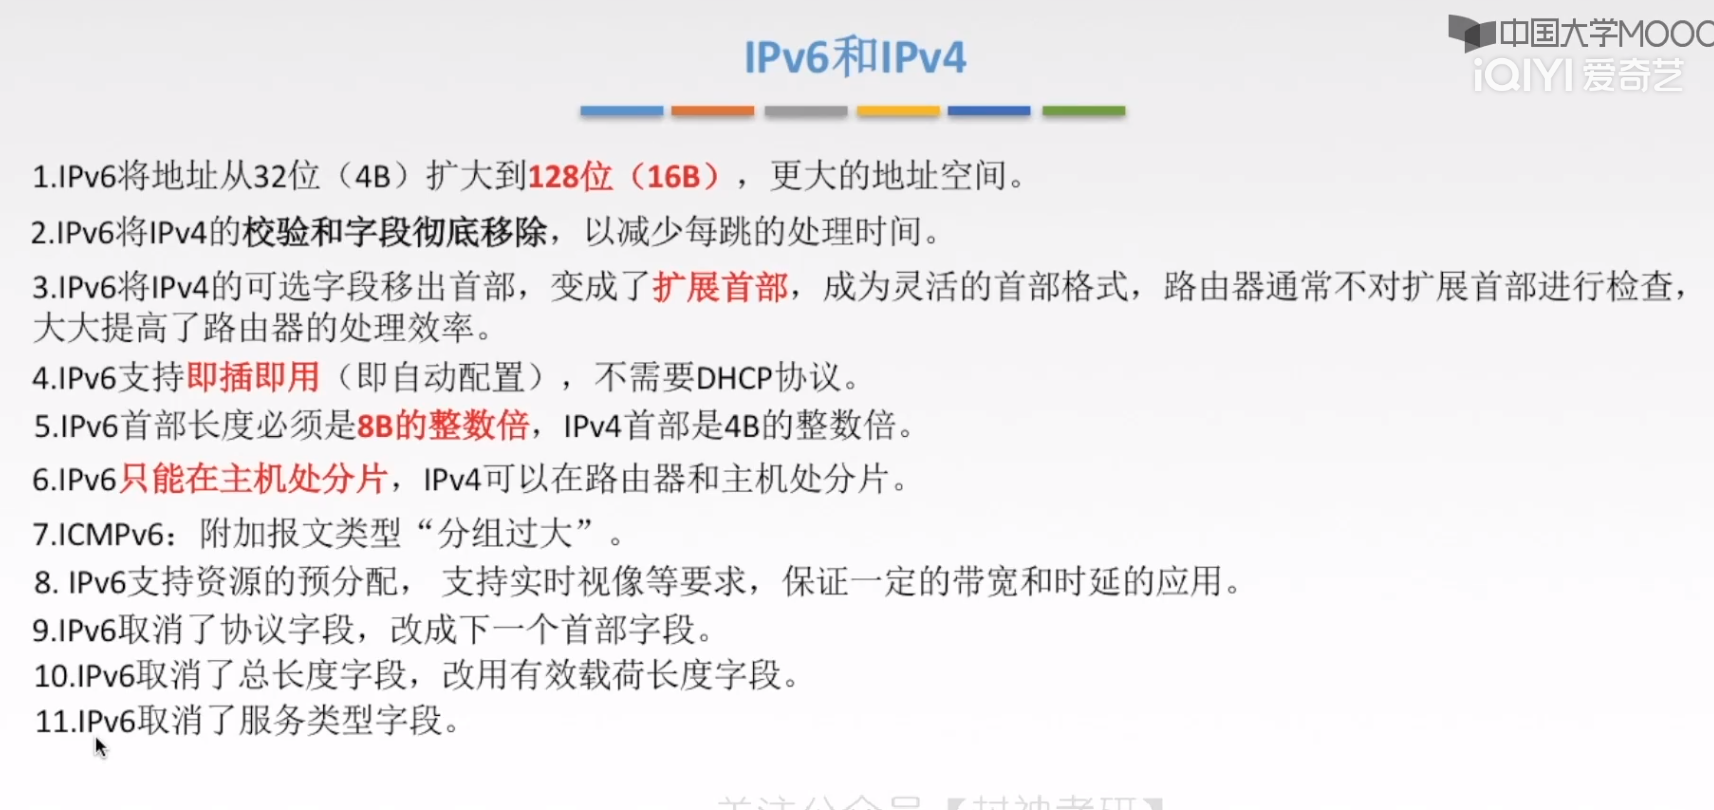 中国大学MOOC
iQIYI 爱奇艺
IPv6和IPv4
1.IPv6将地址从32位（4B）扩大到128位（16B），更大的地址空间。
2.IPv6将IPv4的校验和字段彻底移除，以减少每跳的处理时间。
3.IPv6将IPv4的可选字段移出首部，变成了扩展首部，成为灵活的首部格式，路由器通常不对扩展首部进行检查，
大大提高了路由器的处理效率。
4.IPv6支持即插即用（即自动配置），不需要DHCP协议。
5.IPv6首部长度必须是8B的整数倍，IPv4首部是4B的整数倍。
6.IPv6只能在主机处分片，IPv4可以在路由器和主机处分片。
7.ICMPv6：附加报文类型“分组过大”。
8. IPv6支持资源的预分配， 支持实时视像等要求，保证一定的带宽和时延的应用。
9.IPv6取消了协议字段，改成下一个首部字段。
10.IPv6取消了总长度字段，改用有效载荷长度字段。
11.IPv6取消了服务类型字段。